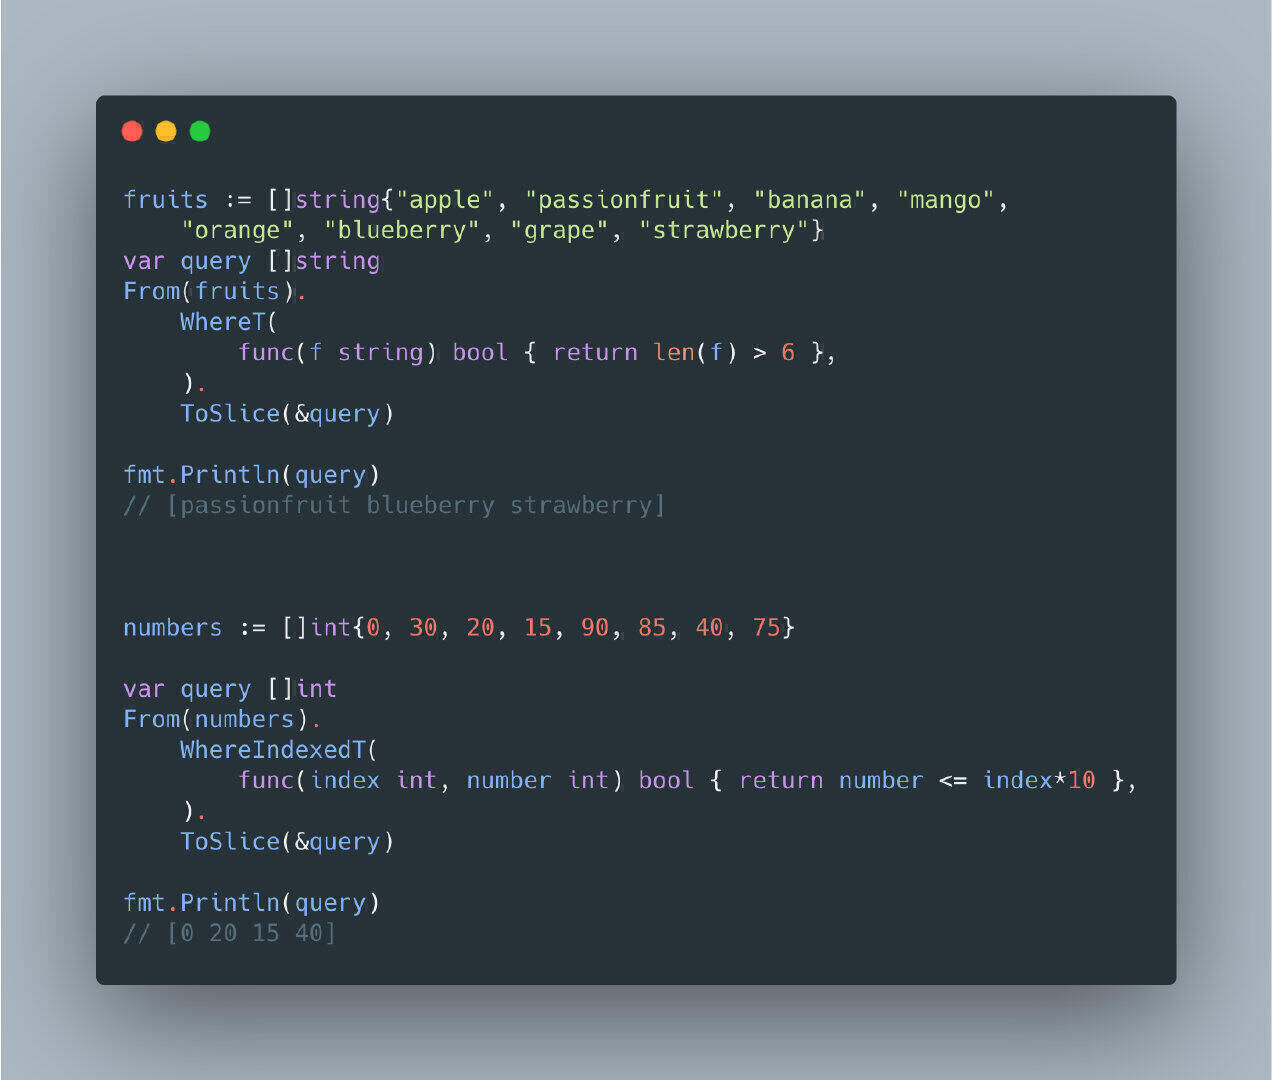 fruits := []string{"apple", "passionfruit", "banana", "mango",
    "orange", "blueberry", "grape", "strawberry"}
var query []string
From(fruits).
    WhereT(
        func(f string) bool { return len(f) > 6 },
    ).
    ToSlice(&query)

fmt.Println(query)
// [passionfruit blueberry strawberry]

numbers := []int{0, 30, 20, 15, 90, 85, 40, 75}

var query []int
From(numbers).
    WhereIndexedT(
        func(index int, number int) bool { return number <= index*10 },
    ).
    ToSlice(&query)

fmt.Println(query)
// [0 20 15 40]